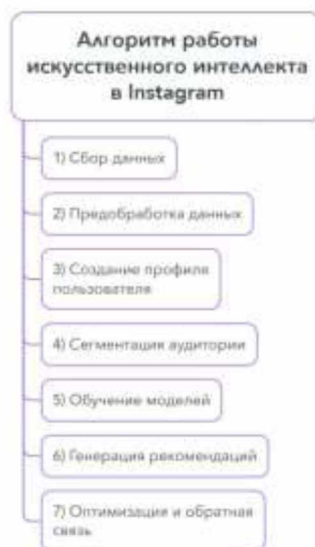 Алгоритм работы
искусственного интеллекта
в Instagram
1) Сбор данных
2) Предобработка данных
3) Создание профиля
пользователя
4) Сегментация аудитории
5) Обучение моделей
6) Генерация рекомендаций
7) Оптимизация и обратная
связь